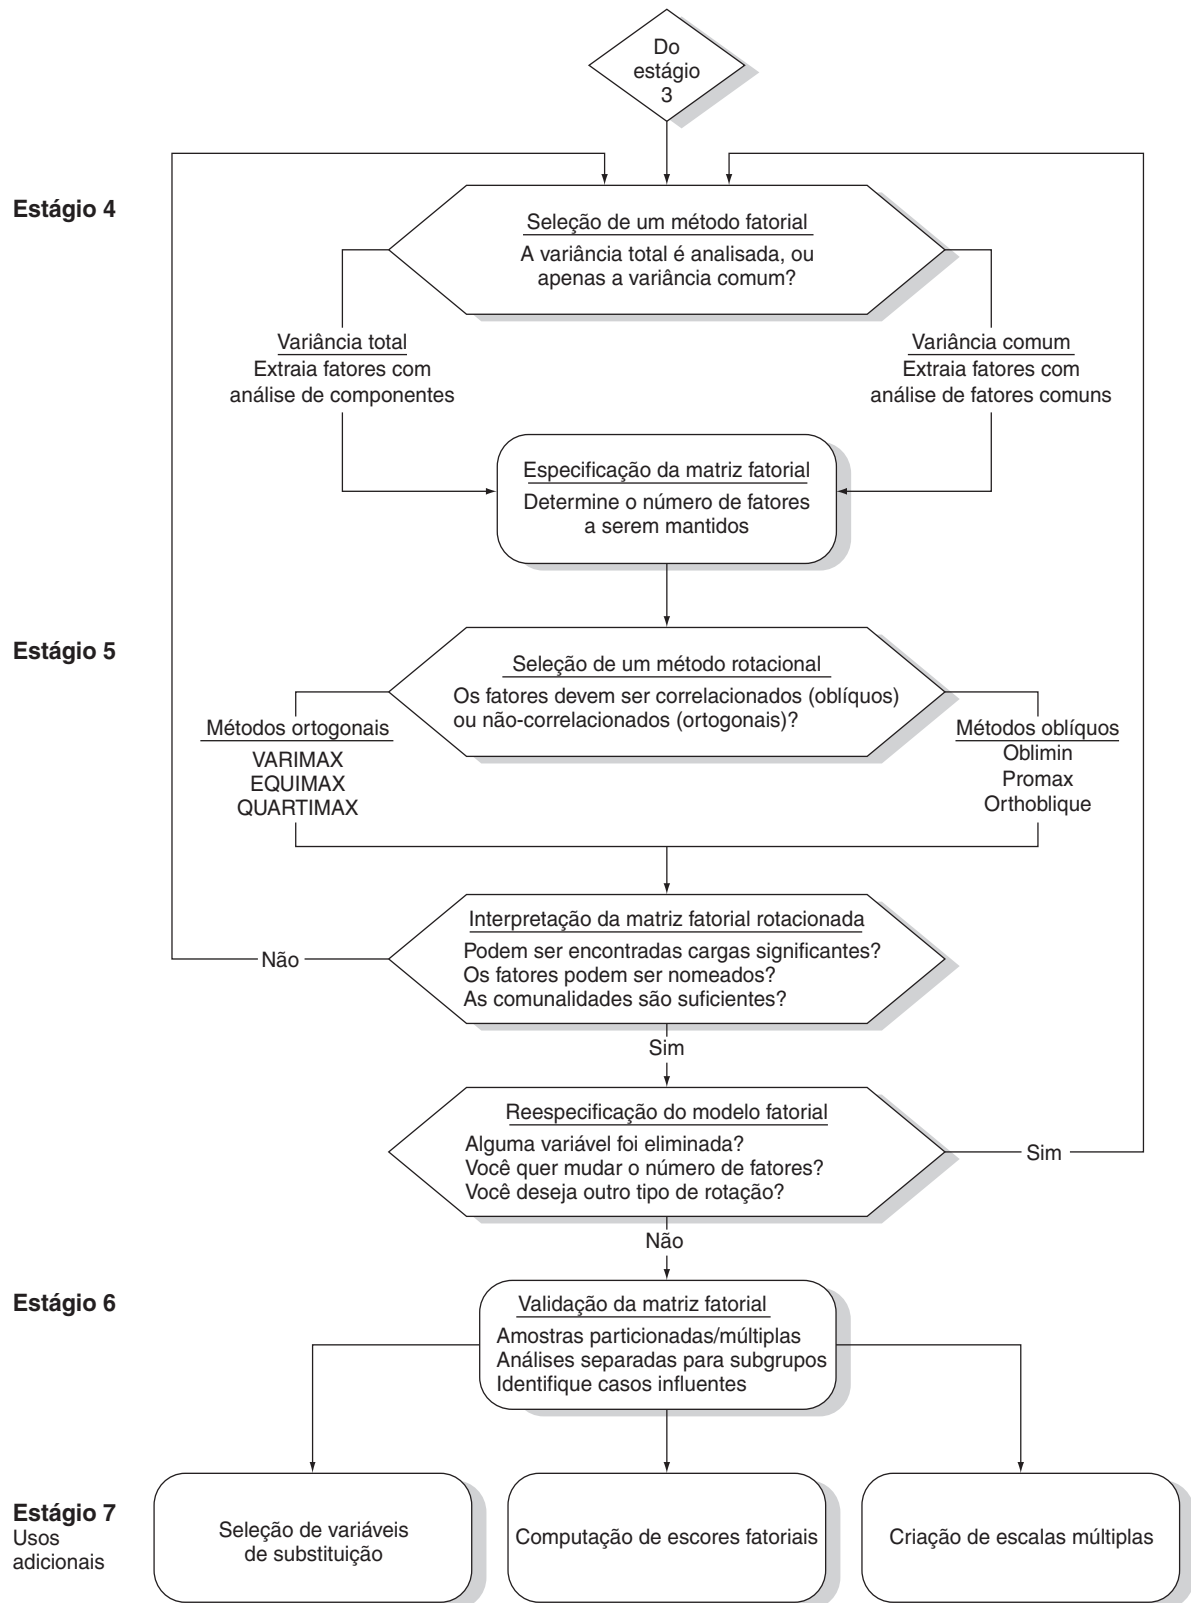 Do
estágio
3
Estágio 4
Seleção de um método fatorial
A variância total é analisada, ou
apenas a variância comum?
Variância total
Extraia fatores com
análise de componentes
Variância comum
Extraia fatores com
análise de fatores comuns
Especificação da matriz fatorial
Determine o número de fatores
a serem mantidos
Estágio 5
Seleção de um método rotacional
Os fatores devem ser correlacionados (oblíquos)
ou não-correlacionados (ortogonais)?
Métodos ortogonais
VARIMAX
EQUIMAX
QUARTIMAX
Métodos oblíquos
Oblimin
Promax
Orthoblique
Interpretação da matriz fatorial rotacionada
Podem ser encontradas cargas significantes?
Os fatores podem ser nomeados?
As comunalidades são suficientes?
Não
Sim
Reespecificação do modelo fatorial
Alguma variável foi eliminada?
Você quer mudar o número de fatores?
Você deseja outro tipo de rotação?
Sim
Não
Estágio 6
Validação da matriz fatorial
Amostras particionadas/múltiplas
Análises separadas para subgrupos
Identifique casos influentes
Estágio 7
Usos
adicionais
Seleção de variáveis
de substituição
Computação de escores fatoriais
Criação de escalas múltiplas